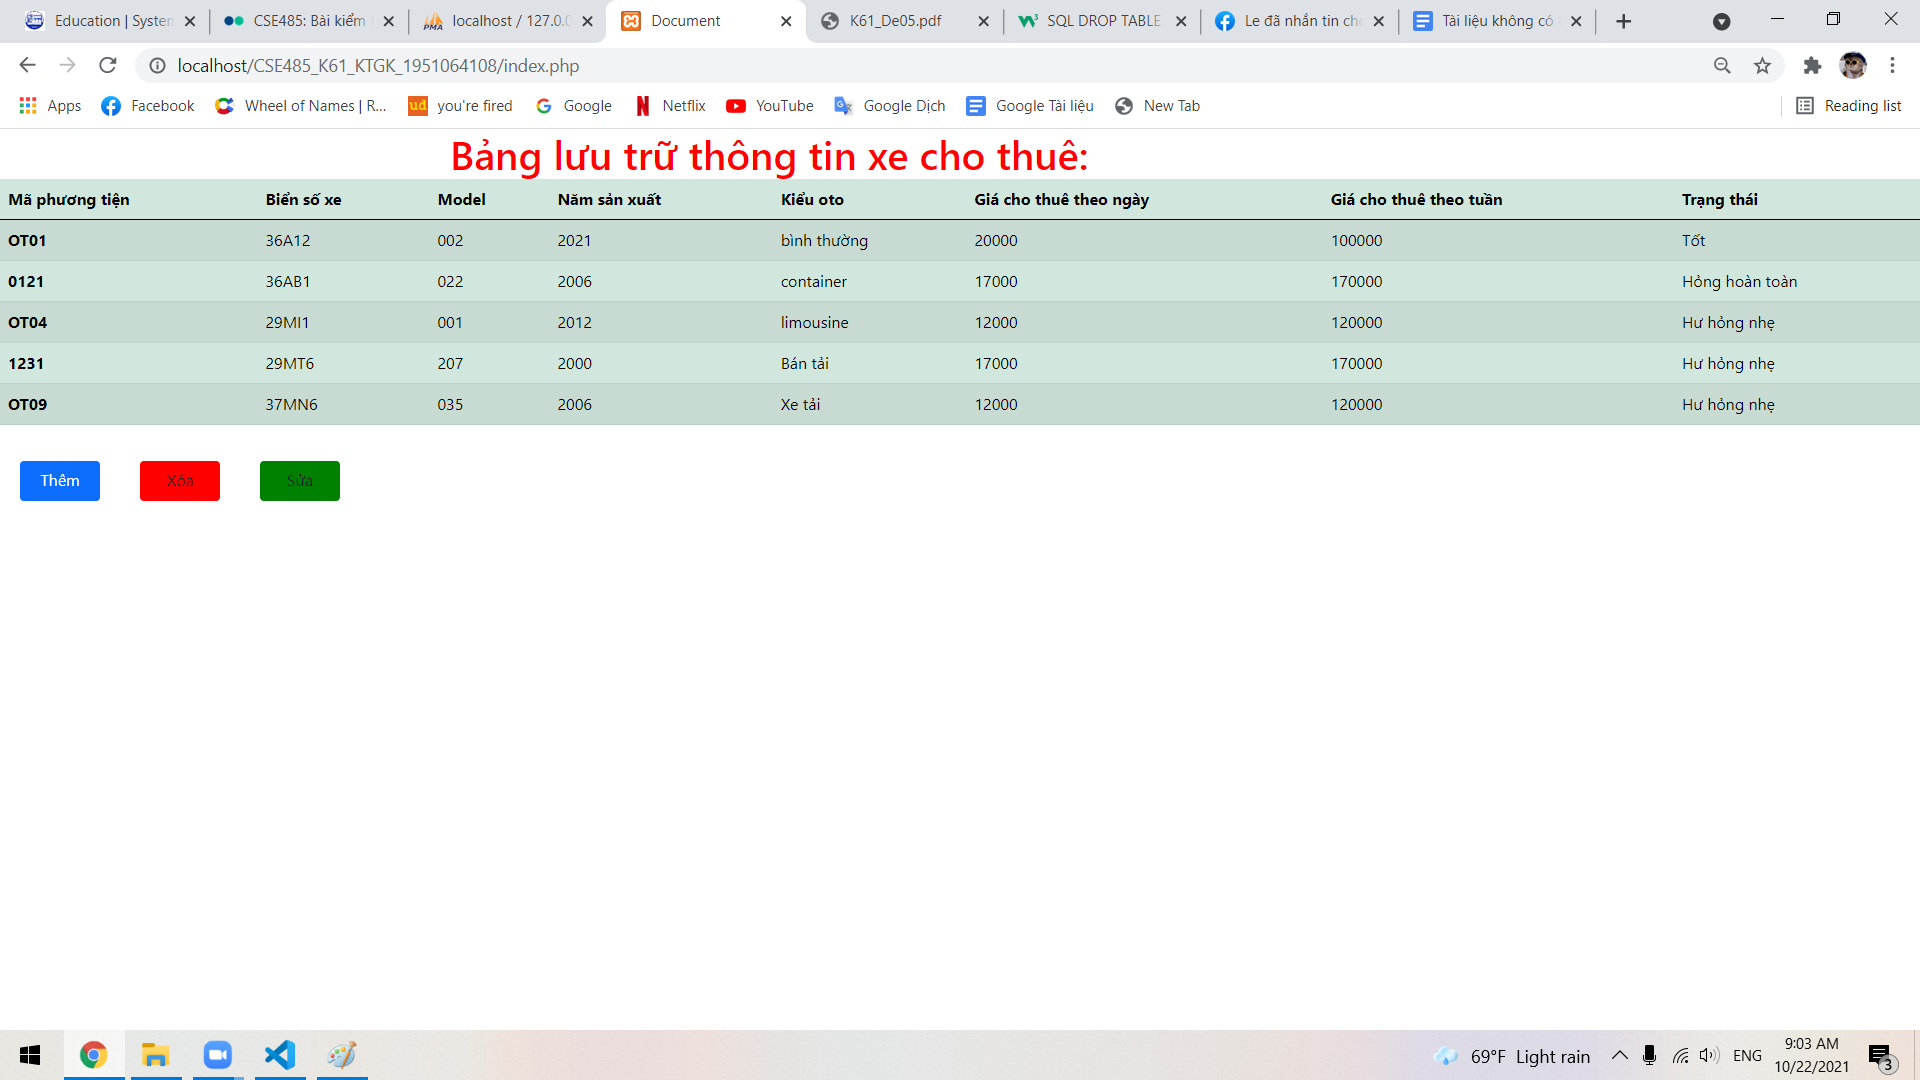 Education | System
CSE485: Bài kiểm
localhost / 127.0.0
Document
K61_De05.pdf
SQL DROP TABLE
Le đã nhắn tin cho
Tài liệu không có
localhost/CSE485_K61_KTGK_1951064108/index.php
Apps Facebook Wheel of Names | R... you're fired Google Netflix YouTube Google Dịch Google Tài liệu New Tab Reading list
Bảng lưu trữ thông tin xe cho thuê:
Mã phương tiện Biển số xe Model Năm sản xuất Kiểu oto Giá cho thuê theo ngày Giá cho thuê theo tuần Trạng thái
OT01 36A12 002 2021 bình thường 20000 100000 Tốt
0121 36AB1 022 2006 container 17000 170000 Hỏng hoàn toàn
OT04 29MI1 001 2012 limousine 12000 120000 Hư hỏng nhẹ
1231 29MT6 207 2000 Bán tải 17000 170000 Hư hỏng nhẹ
OT09 37MN6 035 2006 Xe tải 12000 120000 Hư hỏng nhẹ
Thêm Xóa Sửa
69°F Light rain ENG
9:03 AM
10/22/2021
3